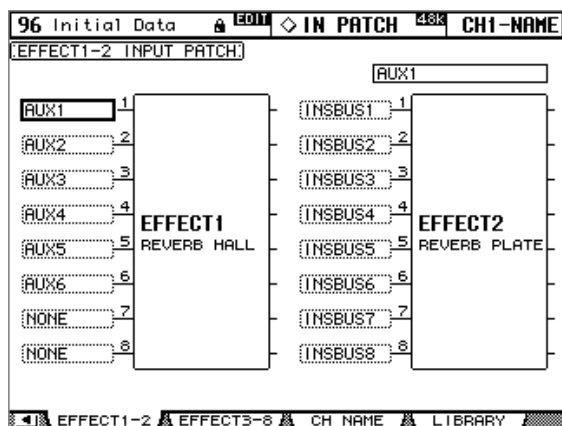 96 Initial Data EDIT IN PATCH 48K CH1-NAME
EFFECT1-2 INPUT PATCH
AUX1
AUX1 1
AUX2 2
AUX3 3
AUX4 4
AUX5 5
AUX6 6
NONE 7
NONE 8
EFFECT1
REVERB HALL
INSBUS1 1
INSBUS2 2
INSBUS3 3
INSBUS4 4
INSBUS5 5
INSBUS6 6
INSBUS7 7
INSBUS8 8
EFFECT2
REVERB PLATE
EFFECT1-2 EFFECT3-8 CH NAME LIBRARY